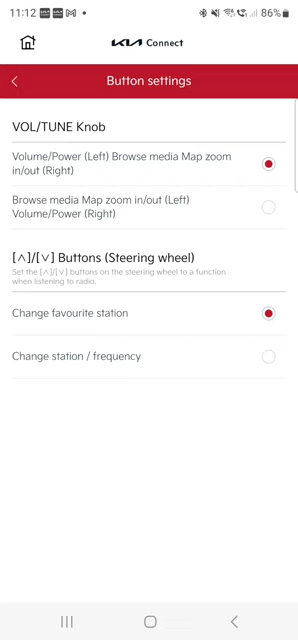 11:12 86%
KIA Connect
Button settings
VOL/TUNE Knob
Volume/Power (Left) Browse media Map zoom
in/out (Right)
Browse media Map zoom in/out (Left)
Volume/Power (Right)
[∧]/[∨] Buttons (Steering wheel)
Set the [∧]/[∨] buttons on the steering wheel to a function
when listening to radio.
Change favourite station
Change station / frequency